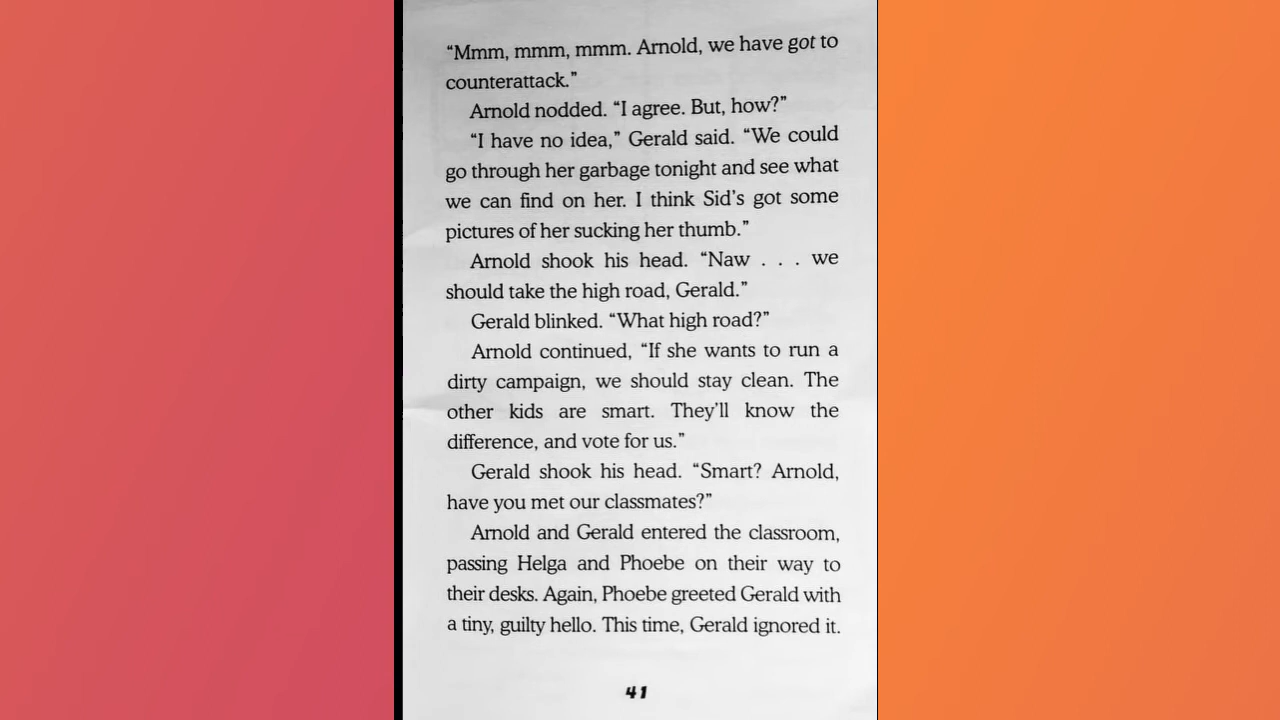 “Mmm, mmm, mmm. Arnold, we have got to
counterattack.”
Arnold nodded. “I agree. But, how?”
“I have no idea,” Gerald said. “We could
go through her garbage tonight and see what
we can find on her. I think Sid’s got some
pictures of her sucking her thumb.”
Arnold shook his head. “Naw . . . we
should take the high road, Gerald.”
Gerald blinked. “What high road?”
Arnold continued, “If she wants to run a
dirty campaign, we should stay clean. The
other kids are smart. They’ll know the
difference, and vote for us.”
Gerald shook his head. “Smart? Arnold,
have you met our classmates?”
Arnold and Gerald entered the classroom,
passing Helga and Phoebe on their way to
their desks. Again, Phoebe greeted Gerald with
a tiny, guilty hello. This time, Gerald ignored it.
41